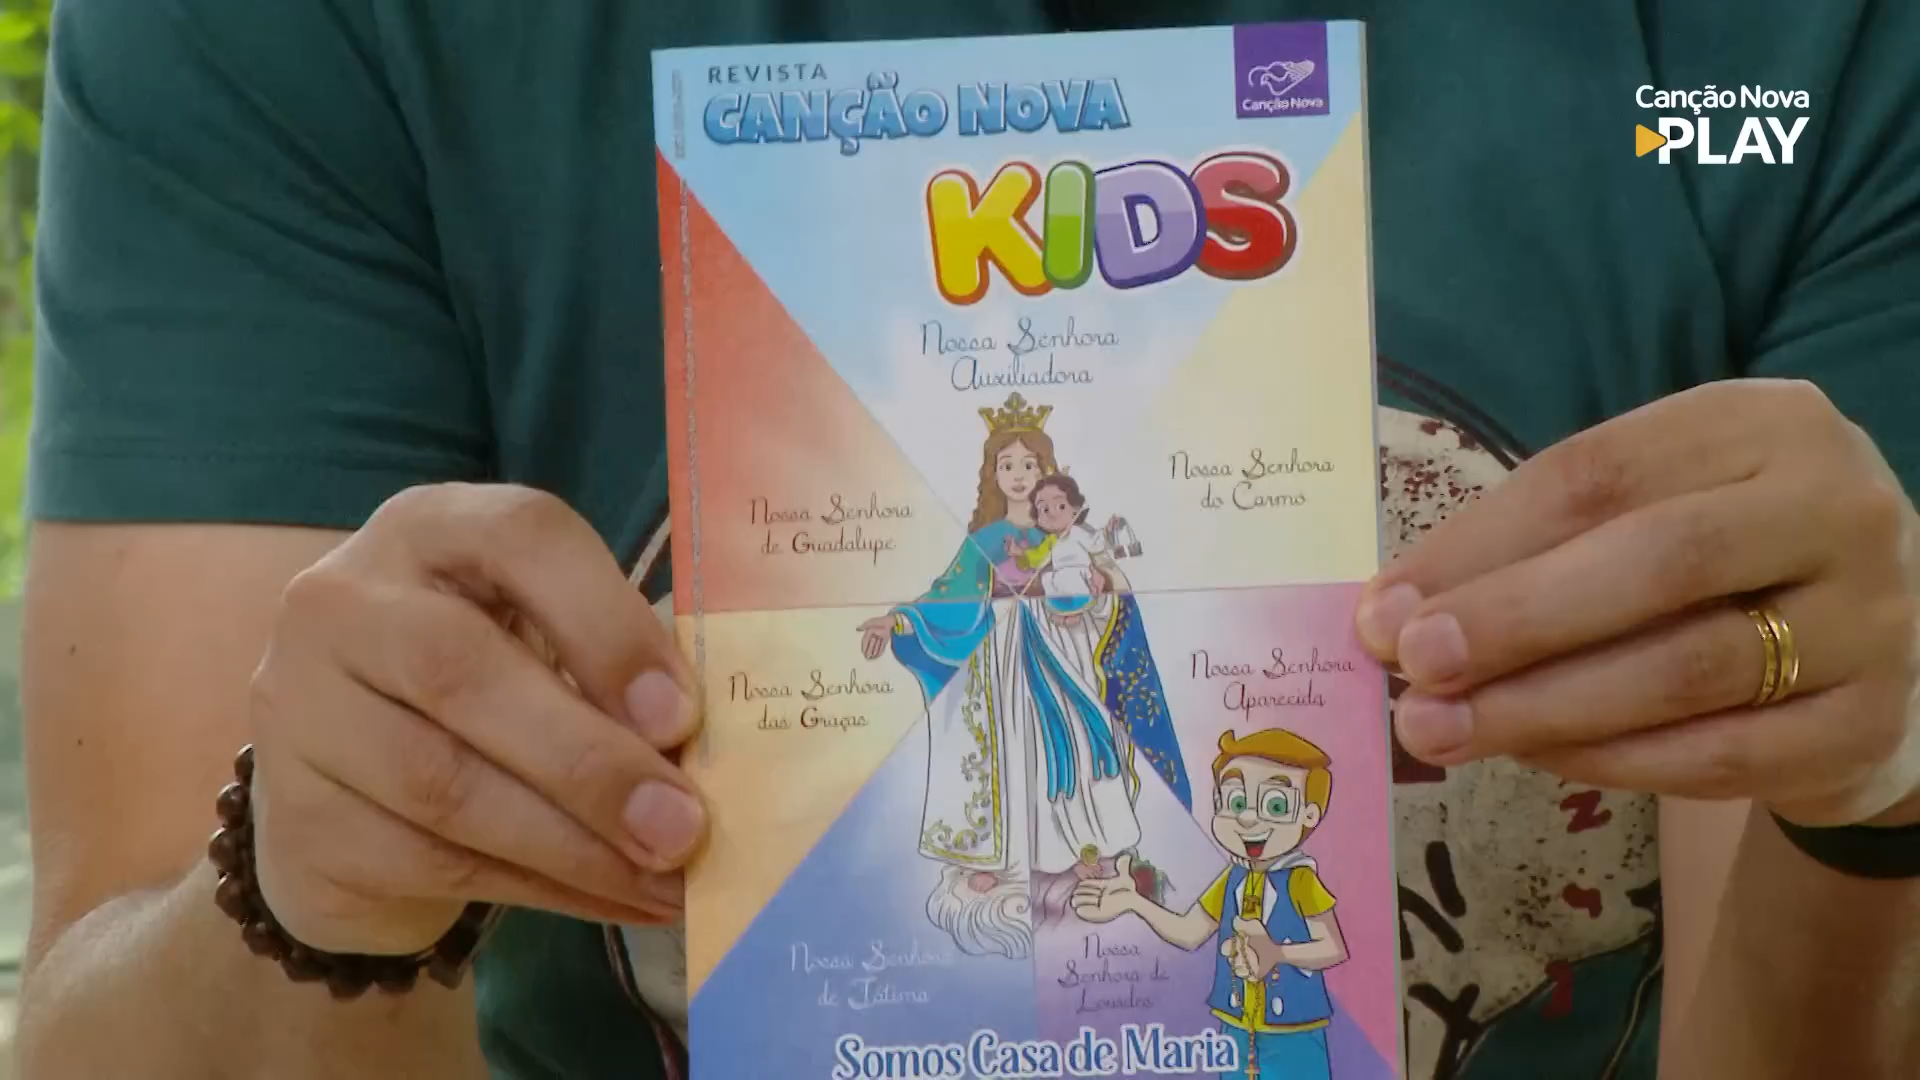 REVISTA
CANÇÃO NOVA
KIDS
Canção Nova
Canção Nova
PLAY
Nossa Senhora
Auxiliadora
Nossa Senhora
do Carmo
Nossa Senhora
de Guadalupe
Nossa Senhora
Aparecida
Nossa Senhora
das Graças
Nossa Senhora
de Fátima
Nossa
Senhora de
Lourdes
Somos Casa de Maria